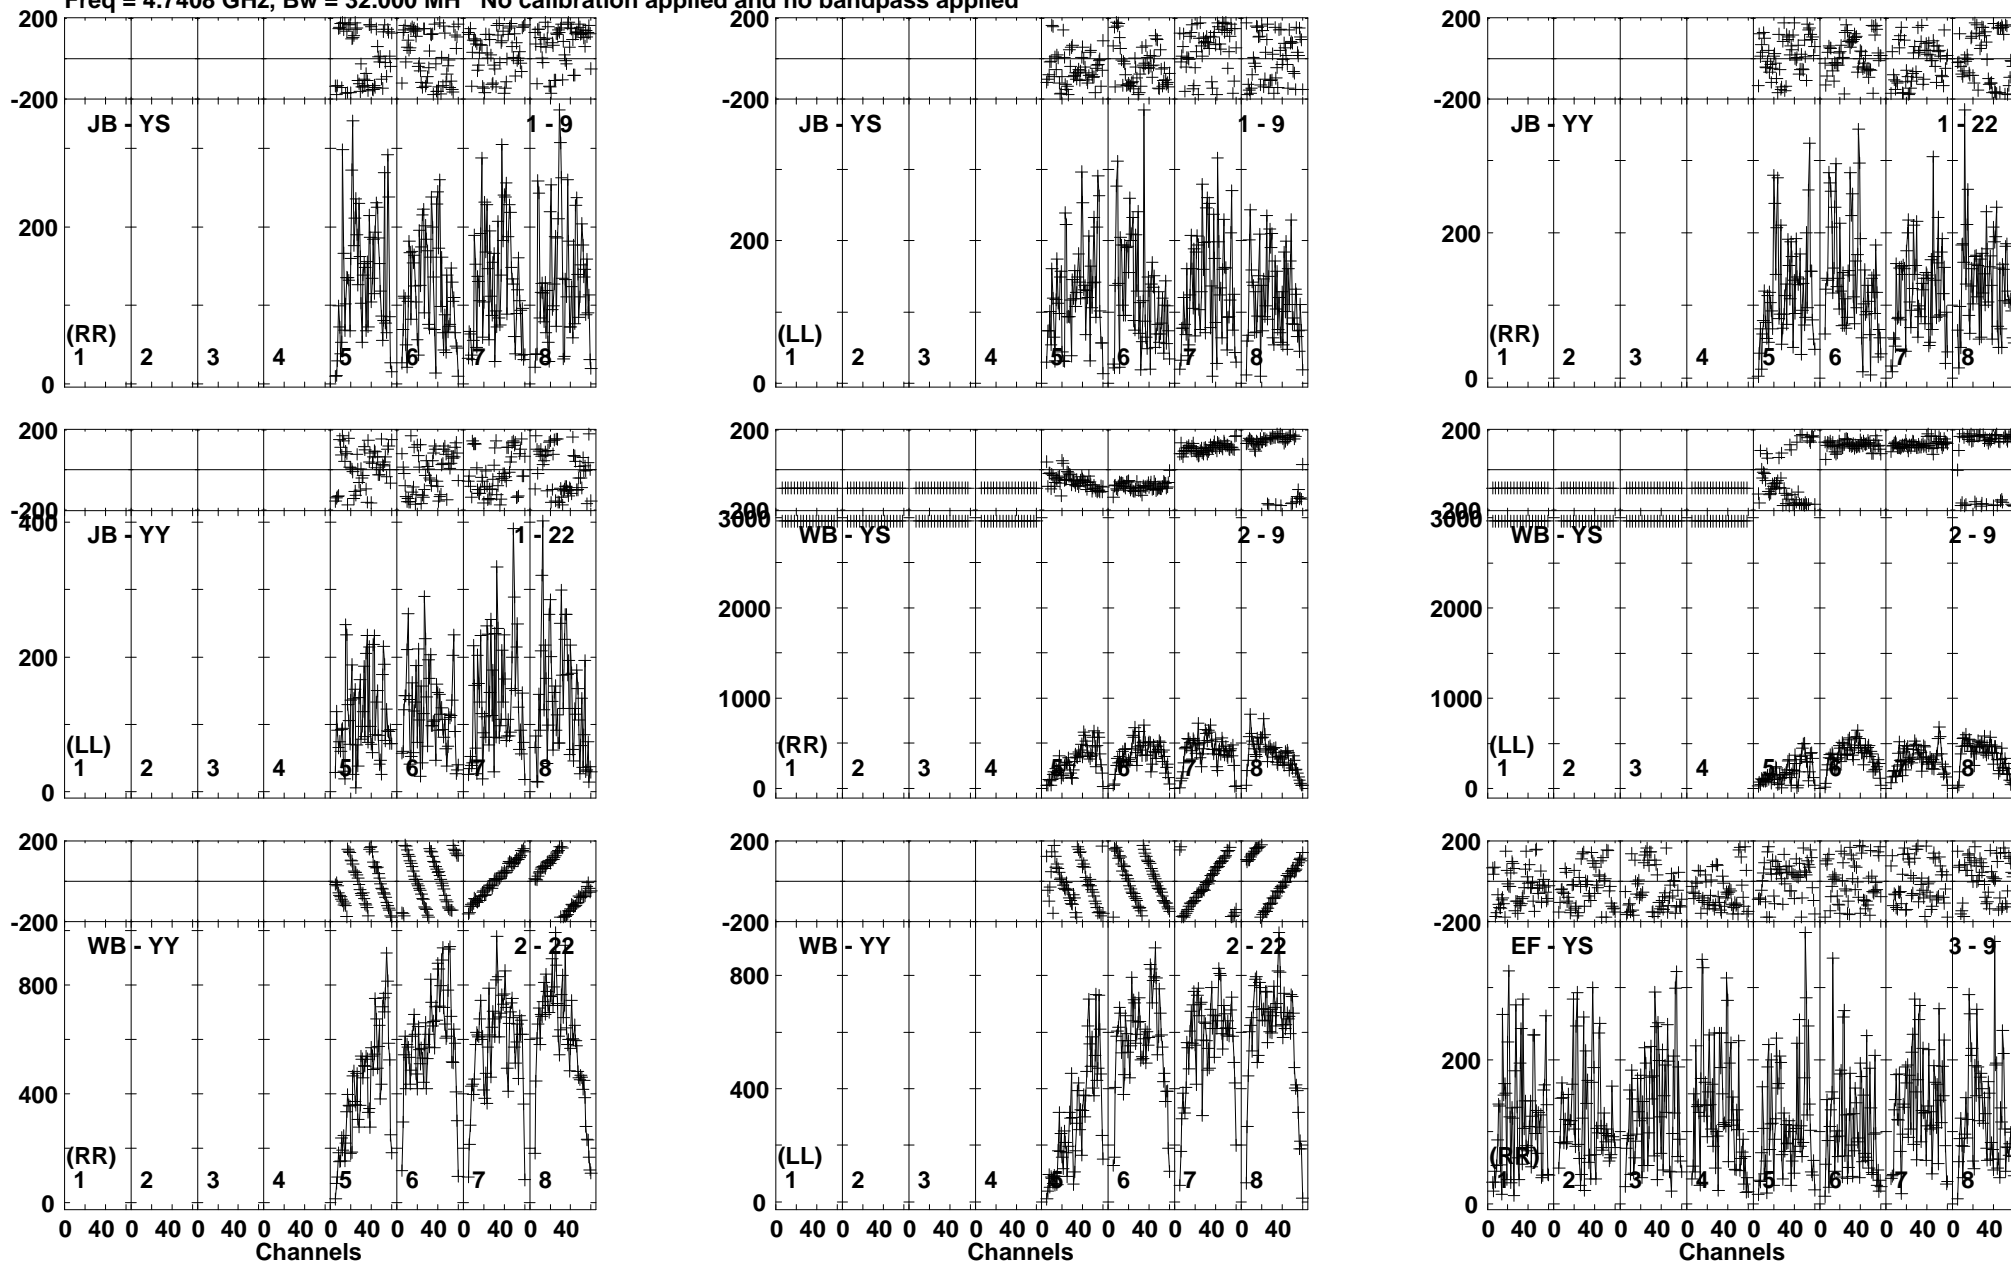 Freq = 4.7408 GHz, Bw = 32.000 MH No calibration applied and no bandpass applied
200 200 200
-200 -200 -200
JB - YS 1 - 9 JB - YS 1 - 9 JB - YY 1 - 22
200 200 200
(RR) (LL) (RR)
1 2 3 4 5 6 7 8 1 2 3 4 5 6 7 8 1 2 3 4 5 6 7 8
0 0 0
200 200 200
-200
400 3000 3000
JB - YY 1 - 22 WB - YS 2 - 9 WB - YS 2 - 9
200 2000 2000
1000 1000
(LL) (RR) (LL)
1 2 3 4 5 6 7 8 1 2 3 4 5 6 7 8 1 2 3 4 5 6 7 8
0 0 0
200 200 200
-200 -200 -200
WB - YY 2 - 22 WB - YY 2 - 22 EF - YS 3 - 9
800 800
200
400 400
(RR) (LL) (RR)
1 2 3 4 5 6 7 8 1 2 3 4 5 6 7 8 1 2 3 4 5 6 7 8
0 0 0
0 40 0 40 0 40 0 40 0 40 0 40 0 40 0 40 0 40 0 40 0 40 0 40 0 40 0 40 0 40 0 40 0 40 0 40 0 40 0 40 0 40 0 40 0 40 0 40
Channels Channels Channels